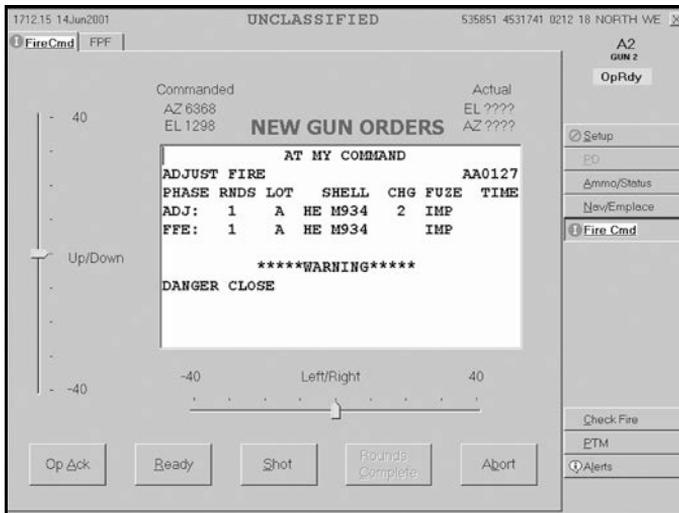 1712.15 14Jun2001 UNCLASSIFIED 535851 4531741 0212 18 NORTH WE X
FireCmd FPF
A2
GUN 2
OpRdy
Commanded Actual
AZ 6368 EL ????
EL 1298 NEW GUN ORDERS AZ ????
AT MY COMMAND
ADJUST FIRE AA0127
PHASE RNDS LOT SHELL CHG FUZE TIME
ADJ: 1 A HE M934 2 IMP
FFE: 1 A HE M934 IMP
*****WARNING*****
DANGER CLOSE
40
Up/Down
-40
-40 Left/Right 40
Op Ack Ready Shot Rounds Complete Abort
Setup
PD
Ammo/Status
Nav/Emplace
Fire Cmd
Check Fire
PTM
Alerts